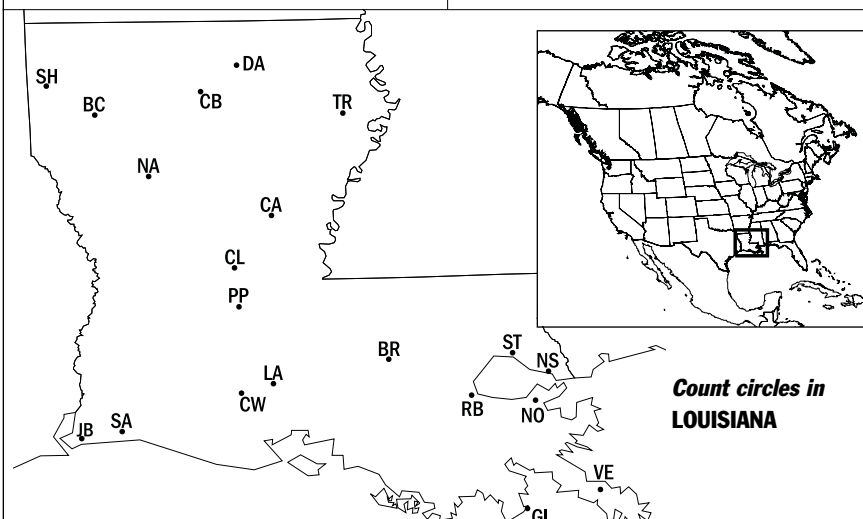 DA
SH
BC
CB
TR
NA
CA
CL
PP
BR
ST
NS
LA
CW
RB
NO
JB
SA
VE
GI
Count circles in
LOUISIANA